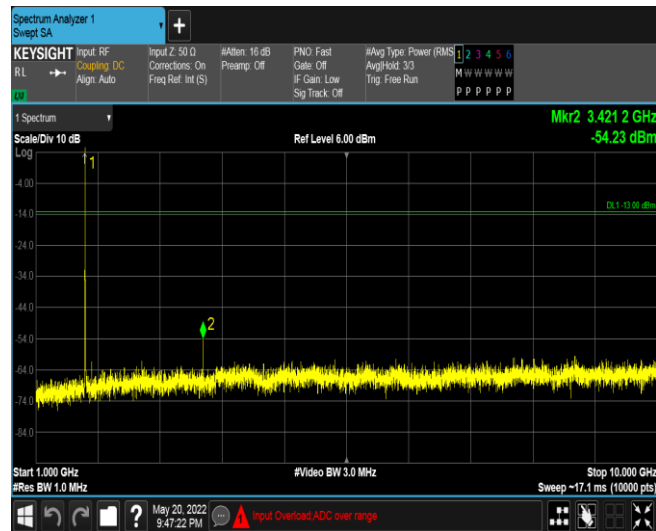 Spectrum Analyzer 1
Swept SA
+
KEYSIGHT
RL
LXI
Input: RF
Coupling: DC
Align: Auto
Input Z: 50 Ω
Corrections: On
Freq Ref: Int (S)
#Atten: 16 dB
Preamp: Off
PNO: Fast
Gate: Off
IF Gain: Low
Sig Track: Off
#Avg Type: Power (RMS
Avg|Hold: 3/3
Trig: Free Run
1 2 3 4 5 6
M W W W W W
P P P P P P
1 Spectrum
Mkr2 3.421 2 GHz
Scale/Div 10 dB
Ref Level 6.00 dBm
-54.23 dBm
Log
1
-4.00
DL1 -13.00 dBm
-14.0
-24.0
-34.0
-44.0
2
-54.0
-64.0
-74.0
-84.0
Start 1.000 GHz
#Video BW 3.0 MHz
Stop 10.000 GHz
#Res BW 1.0 MHz
Sweep ~17.1 ms (10000 pts)
?
May 20, 2022
9:47:22 PM
Input Overload:ADC over range